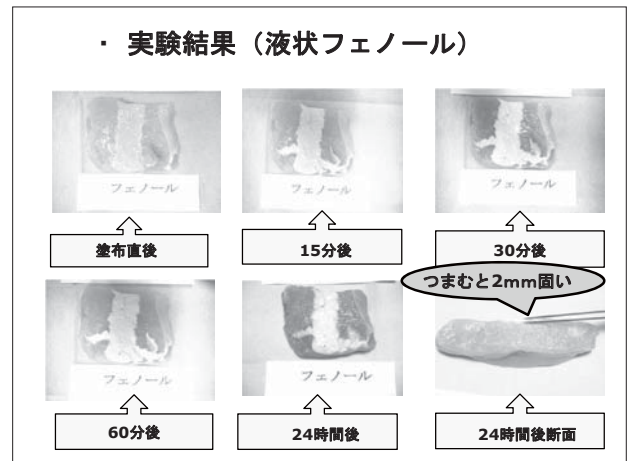 ・ 実験結果（液状フェノール）
フェノール
フェノール
フェノール
塗布直後
15分後
30分後
つまむと2mm固い
フェノール
フェノール
60分後
24時間後
24時間後断面